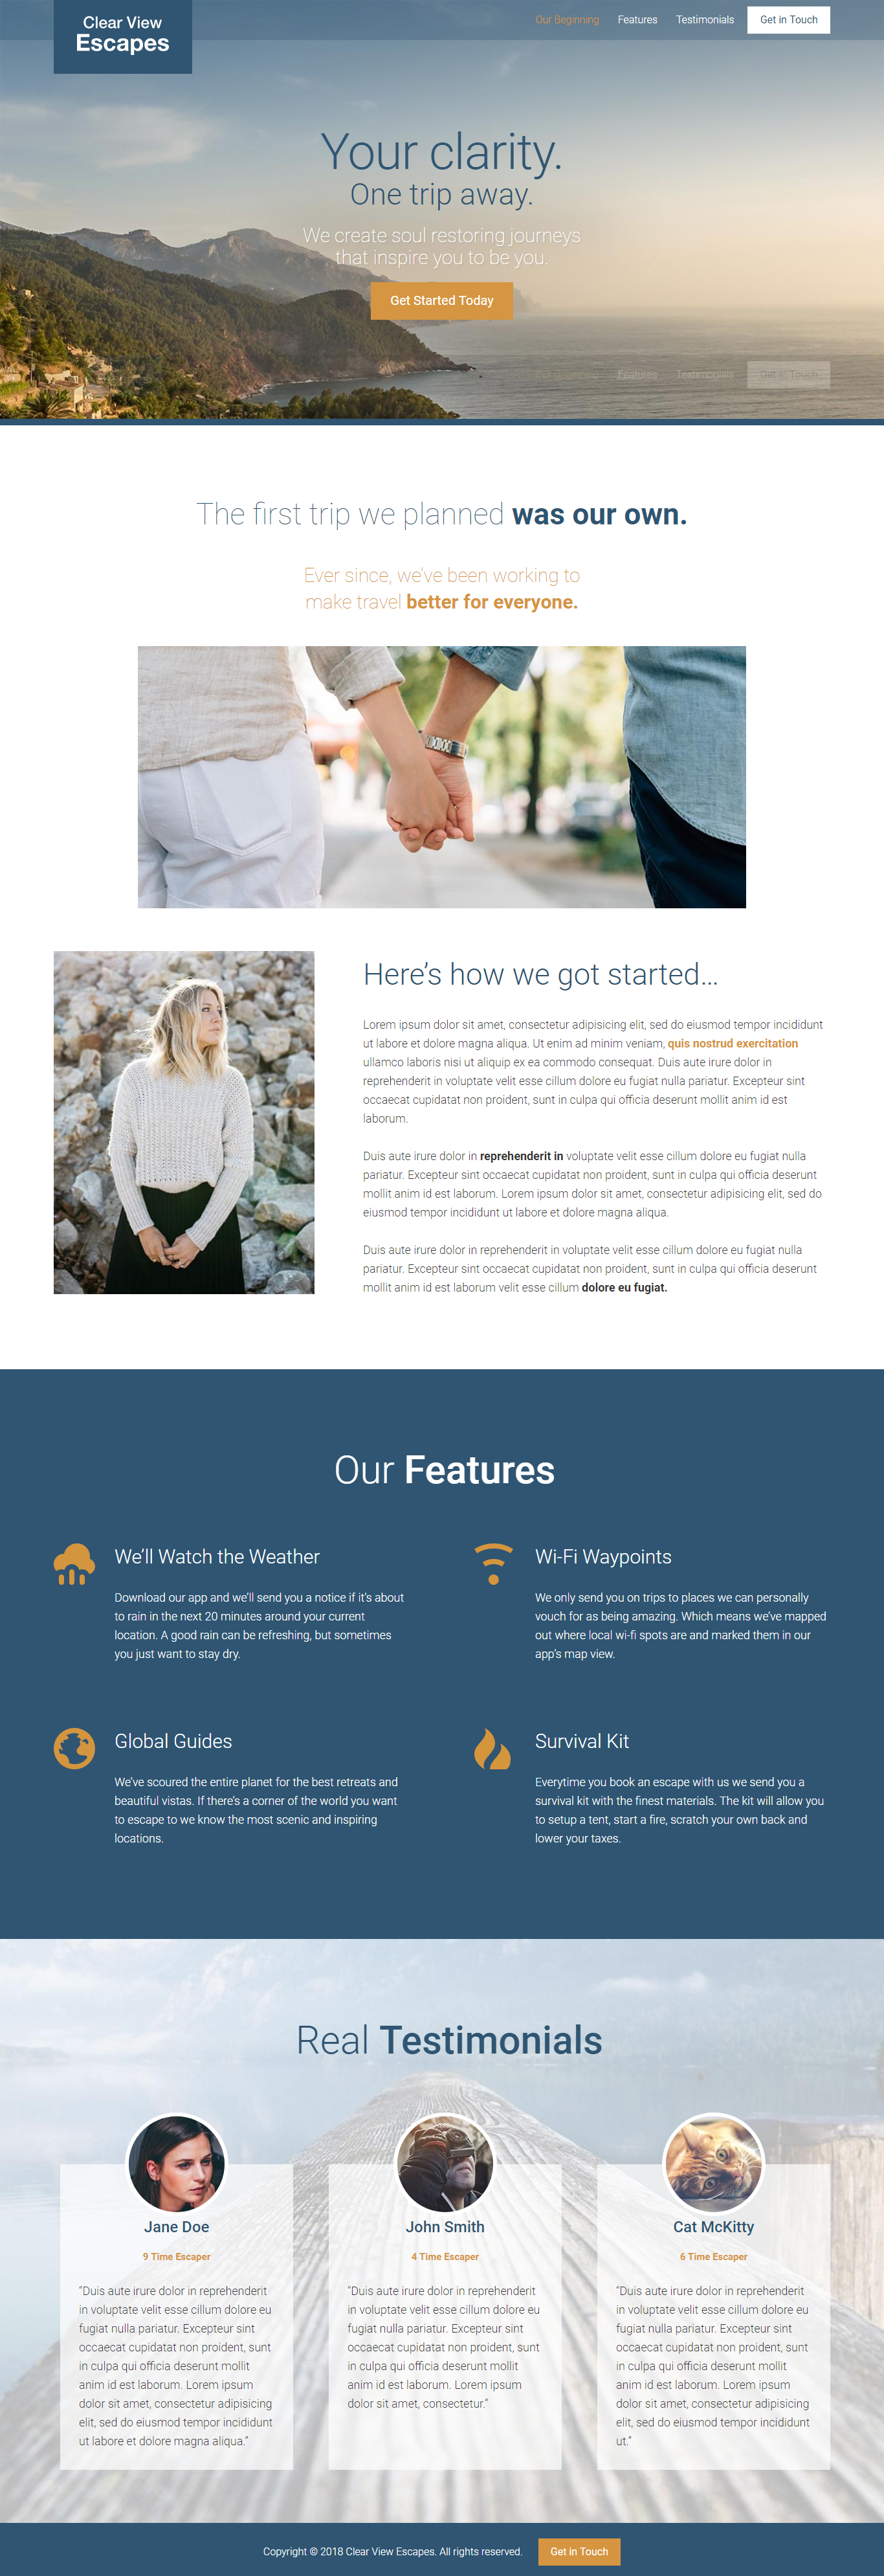 Clear View
Escapes
Our Beginning
Features
Testimonials
Get in Touch
Your clarity.
One trip away.
We create soul restoring journeys
that inspire you to be you.
Get Started Today
Features
Testimonials
Get in Touch
The first trip we planned was our own.
Ever since, we’ve been working to
make travel better for everyone.
Here’s how we got started…
Lorem ipsum dolor sit amet, consectetur adipisicing elit, sed do eiusmod tempor incididunt
ut labore et dolore magna aliqua. Ut enim ad minim veniam, quis nostrud exercitation
ullamco laboris nisi ut aliquip ex ea commodo consequat. Duis aute irure dolor in
reprehenderit in voluptate velit esse cillum dolore eu fugiat nulla pariatur. Excepteur sint
occaecat cupidatat non proident, sunt in culpa qui officia deserunt mollit anim id est
laborum.
Duis aute irure dolor in reprehenderit in voluptate velit esse cillum dolore eu fugiat nulla
pariatur. Excepteur sint occaecat cupidatat non proident, sunt in culpa qui officia deserunt
mollit anim id est laborum. Lorem ipsum dolor sit amet, consectetur adipisicing elit, sed do
eiusmod tempor incididunt ut labore et dolore magna aliqua.
Duis aute irure dolor in reprehenderit in voluptate velit esse cillum dolore eu fugiat nulla
pariatur. Excepteur sint occaecat cupidatat non proident, sunt in culpa qui officia deserunt
mollit anim id est laborum velit esse cillum dolore eu fugiat.
Our Features
We’ll Watch the Weather
Download our app and we’ll send you a notice if it’s about
to rain in the next 20 minutes around your current
location. A good rain can be refreshing, but sometimes
you just want to stay dry.
Wi-Fi Waypoints
We only send you on trips to places we can personally
vouch for as being amazing. Which means we’ve mapped
out where local wi-fi spots are and marked them in our
app’s map view.
Global Guides
We’ve scoured the entire planet for the best retreats and
beautiful vistas. If there’s a corner of the world you want
to escape to we know the most scenic and inspiring
locations.
Survival Kit
Everytime you book an escape with us we send you a
survival kit with the finest materials. The kit will allow you
to setup a tent, start a fire, scratch your own back and
lower your taxes.
Real Testimonials
Jane Doe
9 Time Escaper
“Duis aute irure dolor in reprehenderit
in voluptate velit esse cillum dolore eu
fugiat nulla pariatur. Excepteur sint
occaecat cupidatat non proident, sunt
in culpa qui officia deserunt mollit
anim id est laborum. Lorem ipsum
dolor sit amet, consectetur adipisicing
elit, sed do eiusmod tempor incididunt
ut labore et dolore magna aliqua.”
John Smith
4 Time Escaper
“Duis aute irure dolor in reprehenderit
in voluptate velit esse cillum dolore eu
fugiat nulla pariatur. Excepteur sint
occaecat cupidatat non proident, sunt
in culpa qui officia deserunt mollit
anim id est laborum. Lorem ipsum
dolor sit amet, consectetur.”
Cat McKitty
6 Time Escaper
“Duis aute irure dolor in reprehenderit
in voluptate velit esse cillum dolore eu
fugiat nulla pariatur. Excepteur sint
occaecat cupidatat non proident, sunt
in culpa qui officia deserunt mollit
anim id est laborum. Lorem ipsum
dolor sit amet, consectetur adipisicing
elit, sed do eiusmod tempor incididunt
ut.”
Copyright © 2018 Clear View Escapes. All rights reserved.
Get in Touch